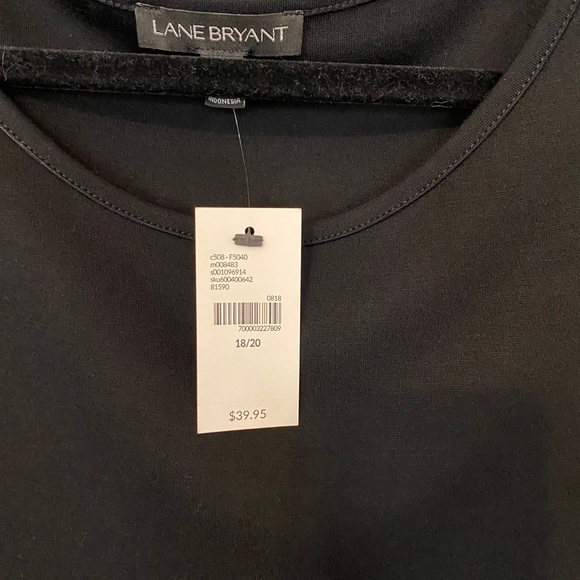 LANE BRYANT
INDONESIA
c508-F5040
m008483
s001096914
sku600400642
81590
0818
700003227809
18/20
$39.95